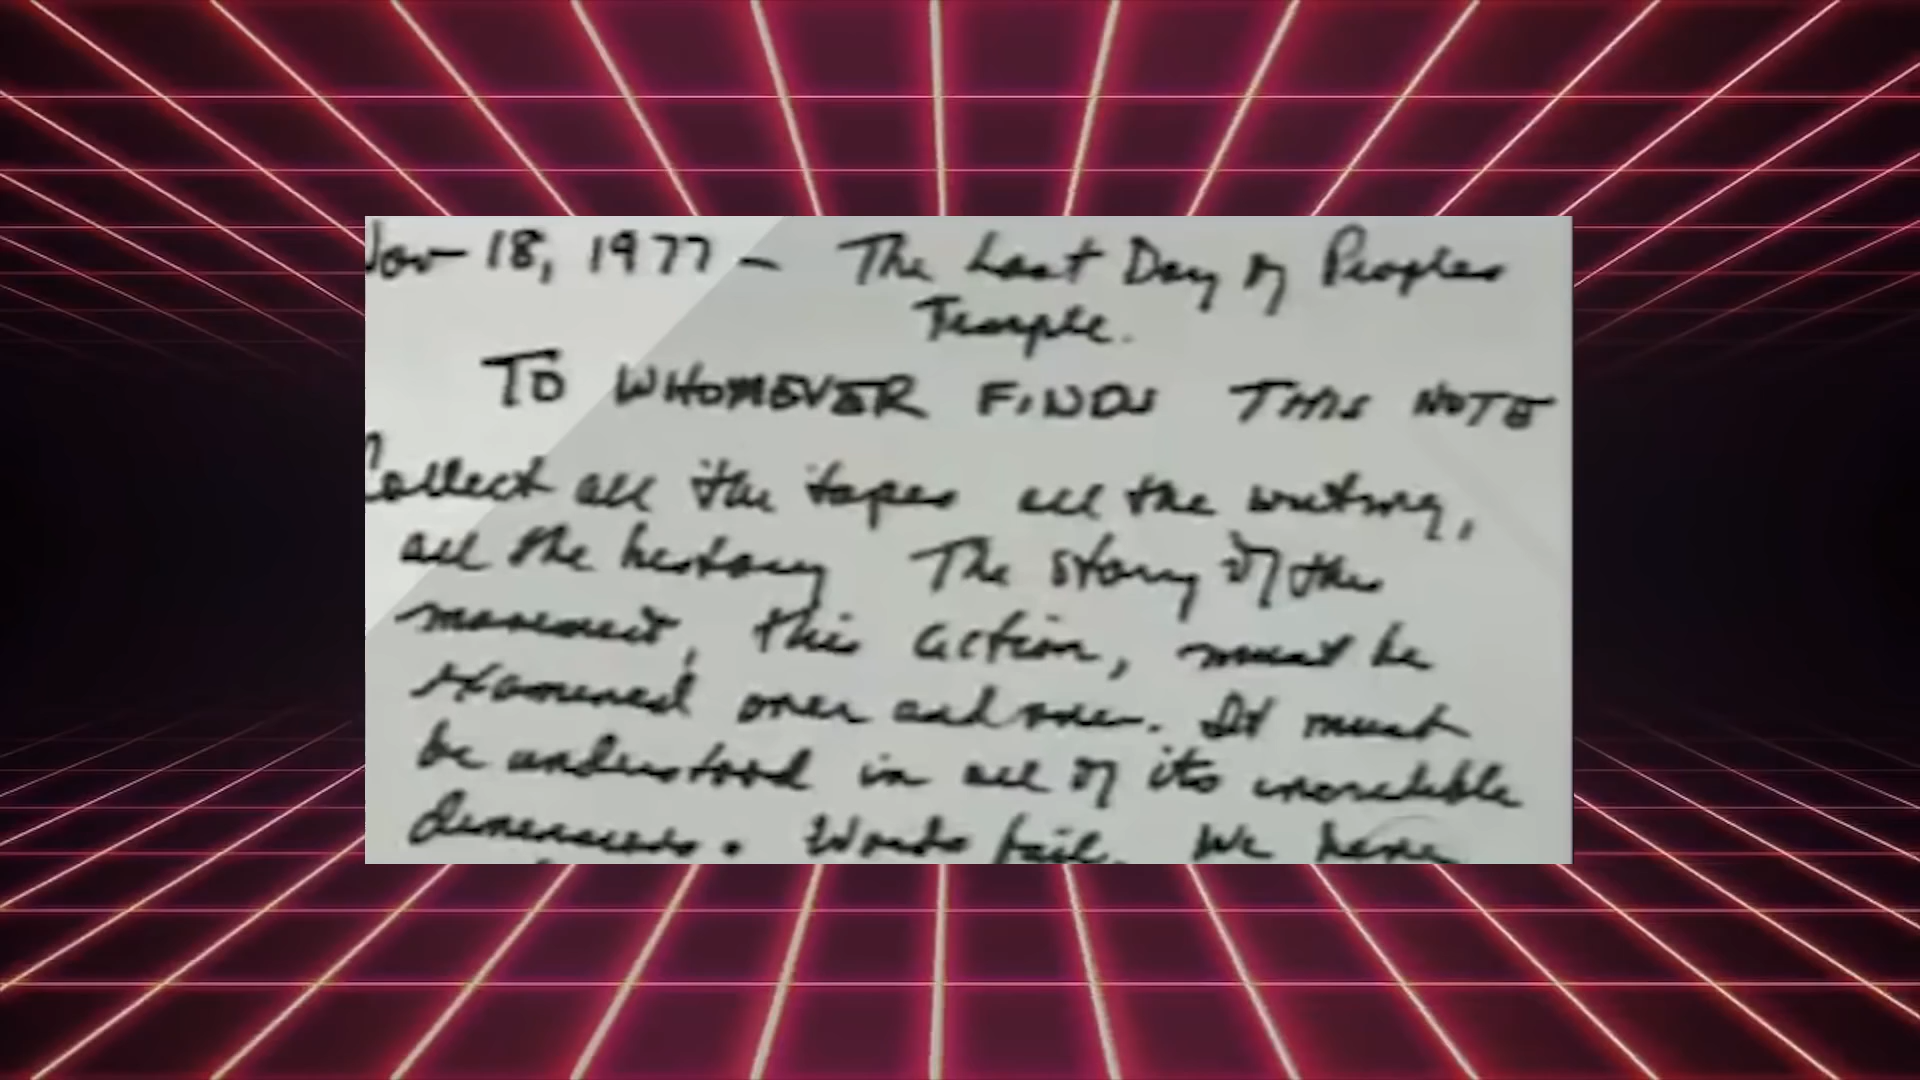 Nov 18, 1977 - The Last Day of Peoples
Temple.
TO WHOMEVER FINDS THIS NOTE
Collect all the tapes all the writing,
all the history The story of this
movement, this action, must be
examined over and over. It must
be understood in all of its incredible
dimensions. Words fail. We have